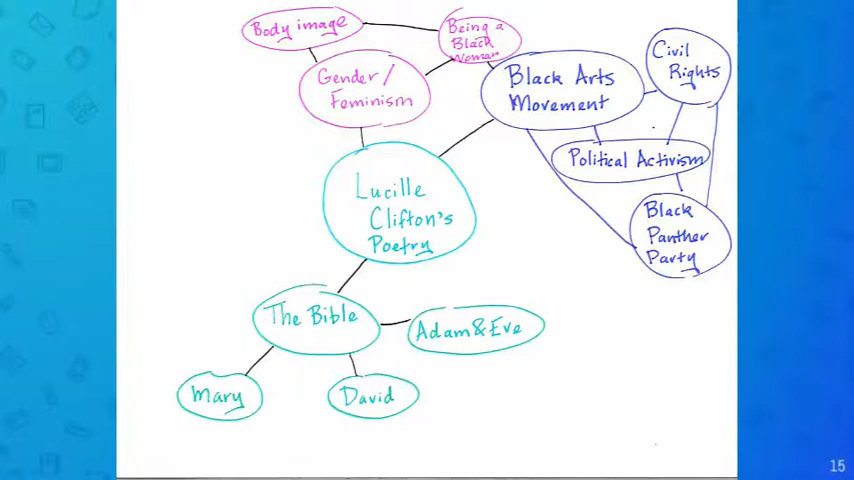 Body image
Being a
Black
Woman
Gender/
Feminism
Black Arts
Movement
Civil
Rights
Political Activism
Black
Panther
Party
Lucille
Clifton's
Poetry
The Bible
Adam & Eve
Mary
David
15